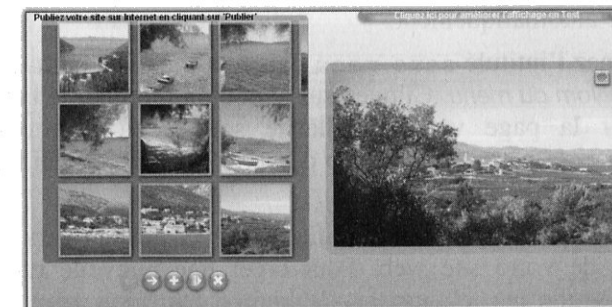 Publiez votre site sur Internet en cliquant sur 'Publier'
Cliquez ici pour améliorer l'affichage en Test